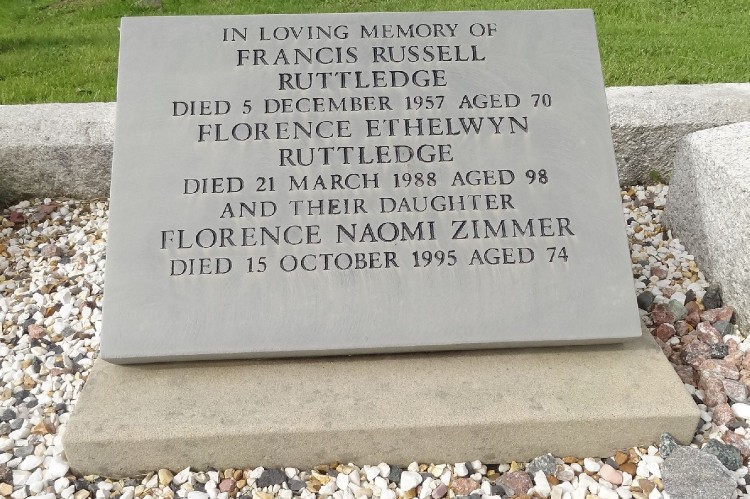 IN LOVING MEMORY OF
FRANCIS RUSSELL
RUTTLEDGE
DIED 5 DECEMBER 1957 AGED 70
FLORENCE ETHELWYN
RUTTLEDGE
DIED 21 MARCH 1988 AGED 98
AND THEIR DAUGHTER
FLORENCE NAOMI ZIMMER
DIED 15 OCTOBER 1995 AGED 74